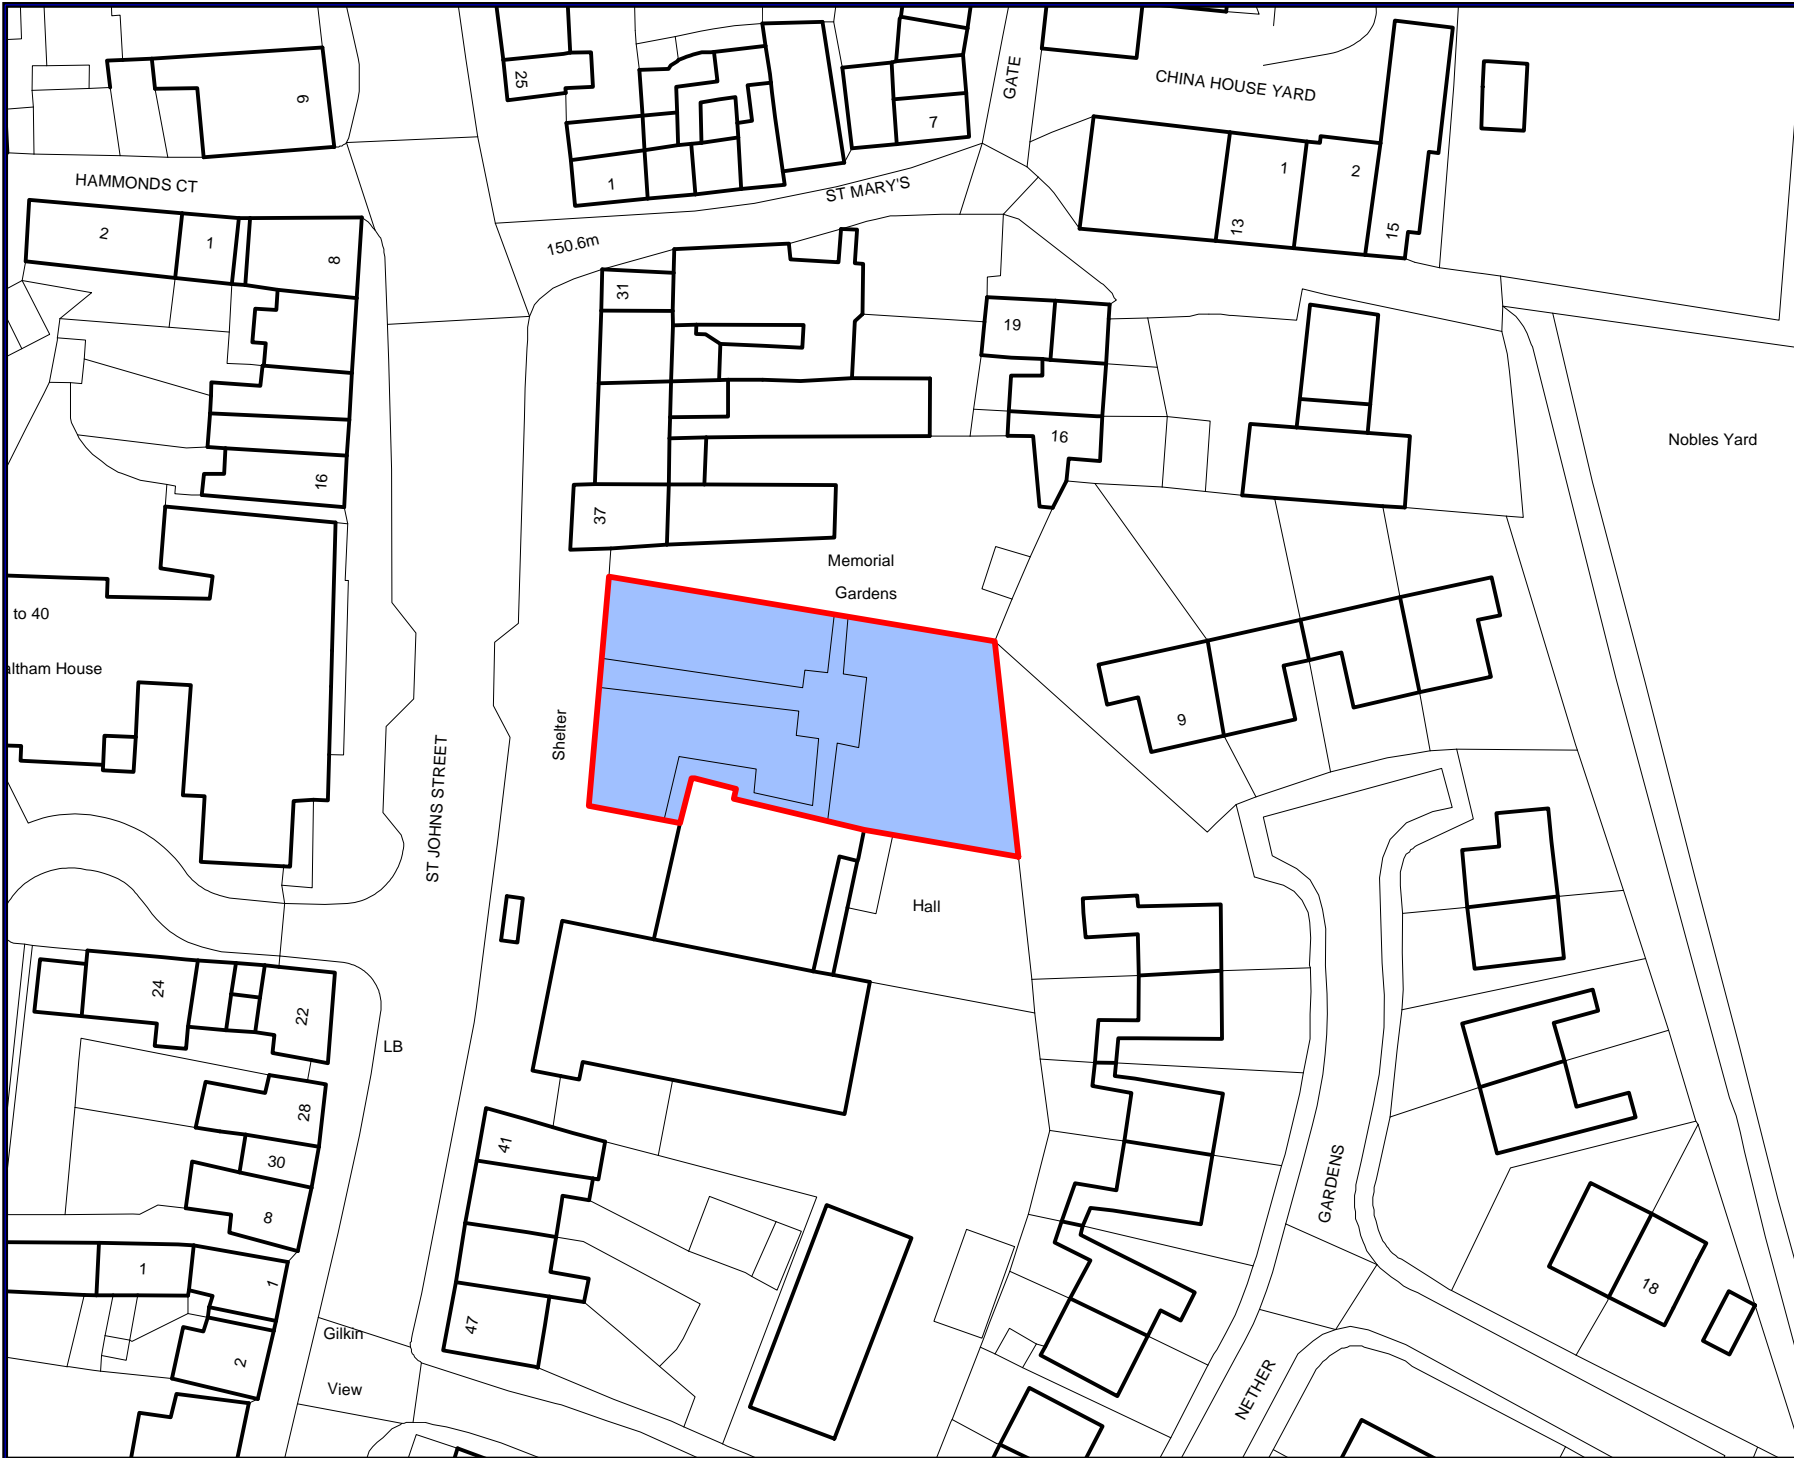 25
GATE
CHINA HOUSE YARD
9
7
1
1
2
HAMMONDS CT
ST MARY'S
13
15
2
1
8
150.6m
31
19
16
Nobles Yard
16
37
Memorial
Gardens
to 40
altham House
Shelter
9
ST JOHNS STREET
Hall
24
22
LB
28
41
30
8
GARDENS
1
1
18
47
Gilkin
2
View
NETHER